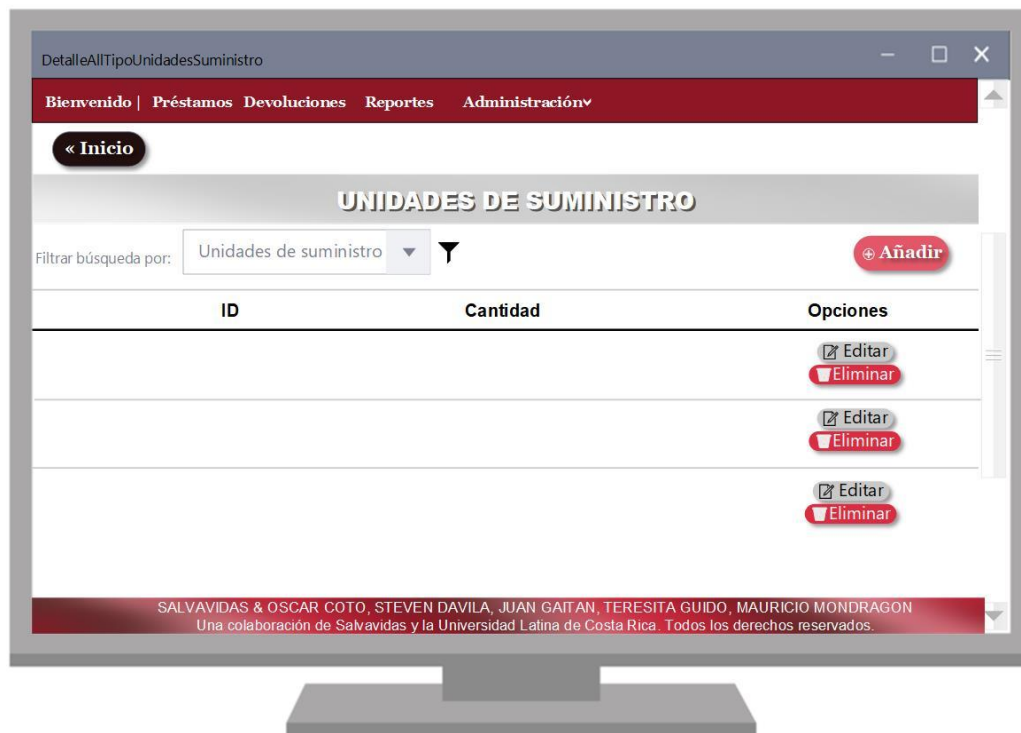 DetalleAllTipoUnidadesSuministro
Bienvenido | Préstamos Devoluciones Reportes Administración
« Inicio
UNIDADES DE SUMINISTRO
Filtrar búsqueda por: Unidades de suministro
Añadir
ID Cantidad Opciones
Editar
Eliminar
Editar
Eliminar
Editar
Eliminar
SALVAVIDAS & OSCAR COTO, STEVEN DAVILA, JUAN GAITAN, TERESITA GUIDO, MAURICIO MONDRAGON
Una colaboración de Salvavidas y la Universidad Latina de Costa Rica. Todos los derechos reservados.